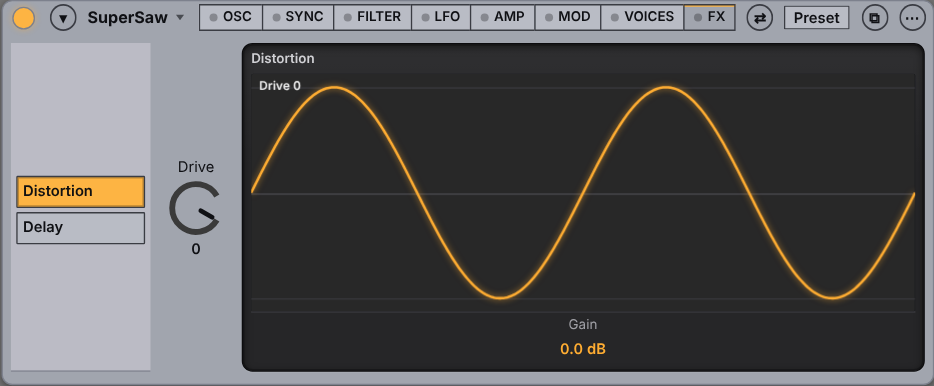 SuperSaw
OSC
SYNC
FILTER
LFO
AMP
MOD
VOICES
FX
Preset
Distortion
Delay
Drive
0
Distortion
Drive 0
Gain
0.0 dB